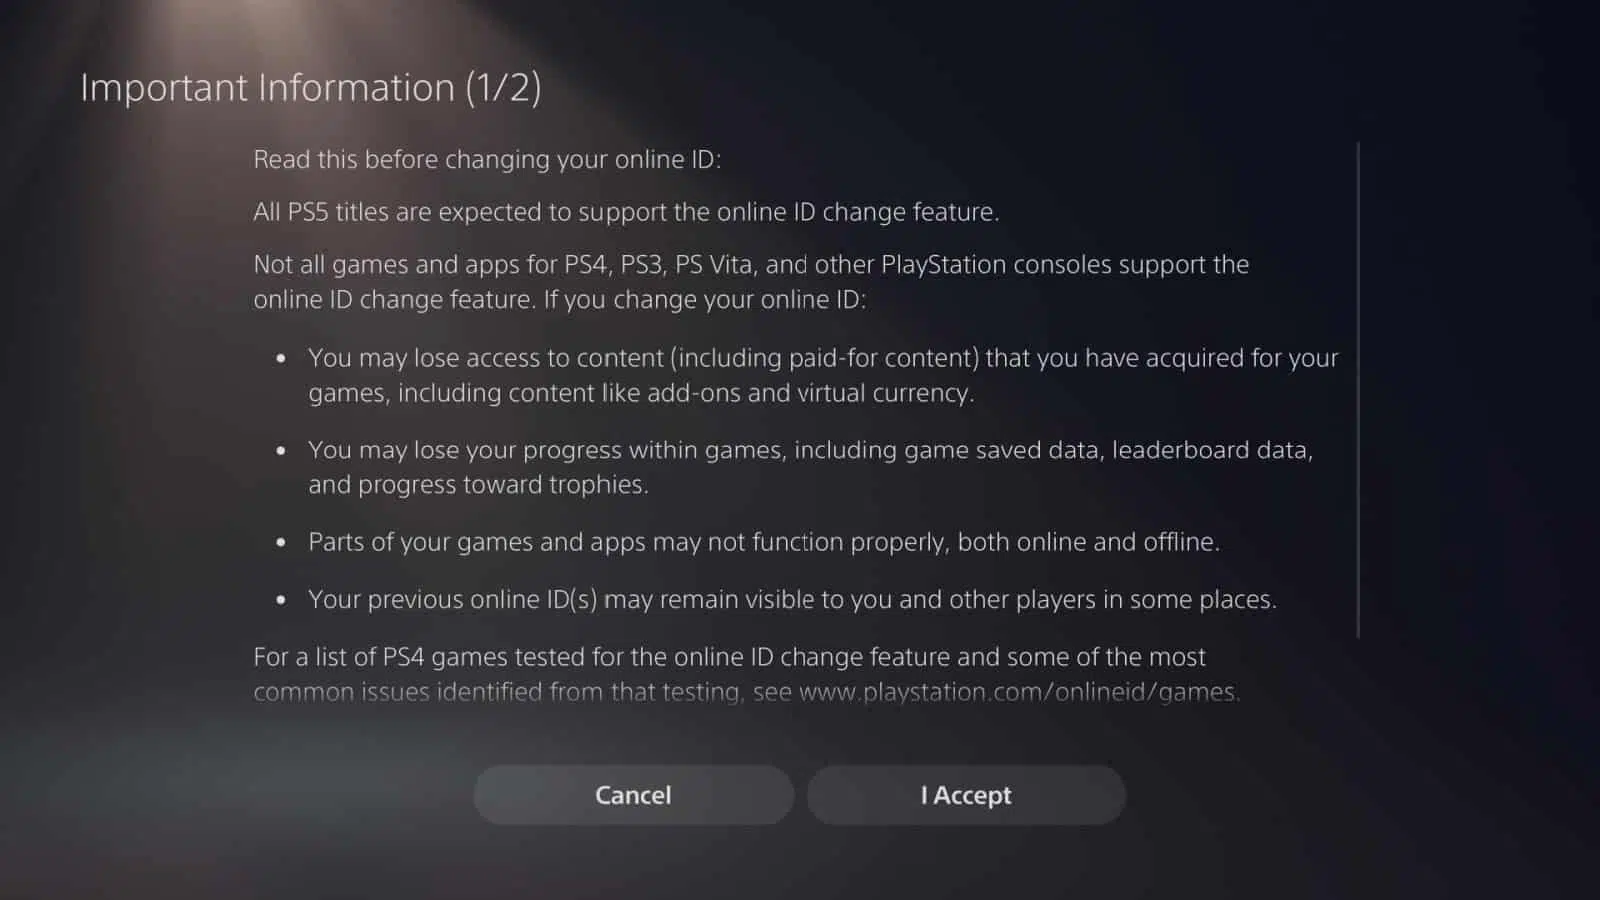 Important Information (1/2)
Read this before changing your online ID:
All PS5 titles are expected to support the online ID change feature.
Not all games and apps for PS4, PS3, PS Vita, and other PlayStation consoles support the
online ID change feature. If you change your online ID:
• You may lose access to content (including paid-for content) that you have acquired for your
games, including content like add-ons and virtual currency.
• You may lose your progress within games, including game saved data, leaderboard data,
and progress toward trophies.
• Parts of your games and apps may not function properly, both online and offline.
• Your previous online ID(s) may remain visible to you and other players in some places.
For a list of PS4 games tested for the online ID change feature and some of the most
common issues identified from that testing, see www.playstation.com/onlineid/games.
Cancel
I Accept